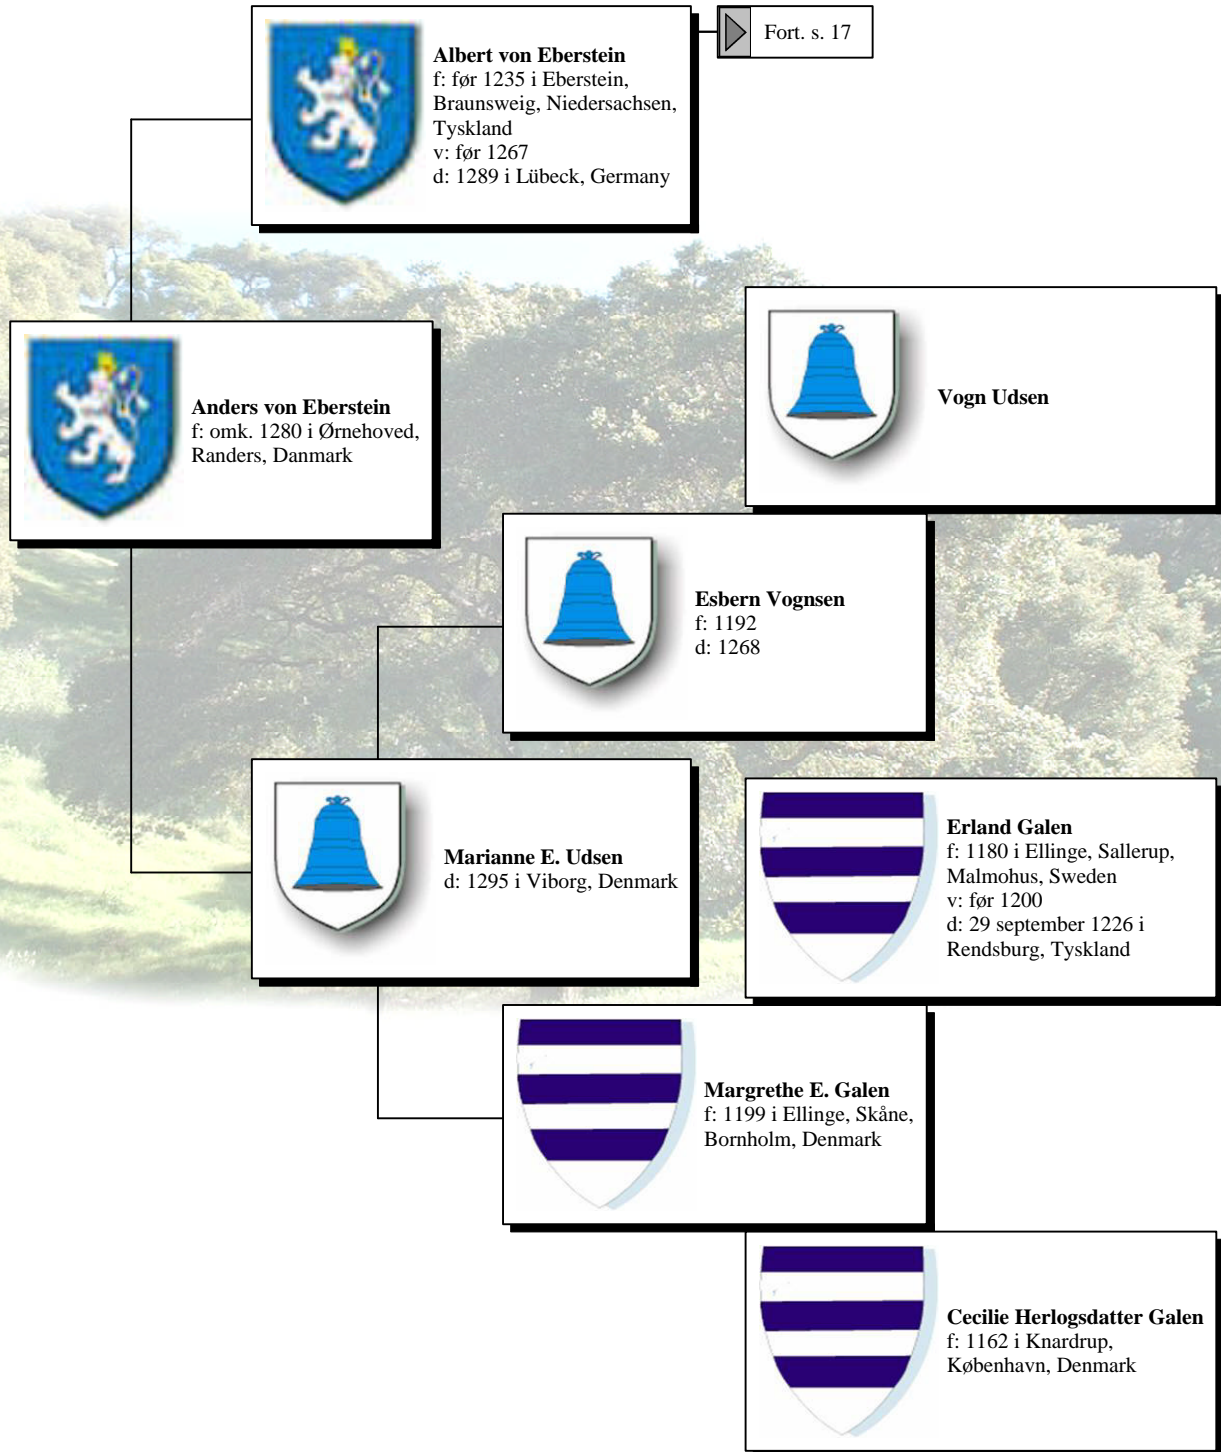 Albert von Eberstein
f: før 1235 i Eberstein,
Braunsweig, Niedersachsen,
Tyskland
v: før 1267
d: 1289 i Lübeck, Germany
Fort. s. 17
Anders von Eberstein
f: omk. 1280 i Ørnehoved,
Randers, Danmark
Vogn Udsen
Esbern Vognsen
f: 1192
d: 1268
Marianne E. Udsen
d: 1295 i Viborg, Denmark
Erland Galen
f: 1180 i Ellinge, Sallerup,
Malmohus, Sweden
v: før 1200
d: 29 september 1226 i
Rendsburg, Tyskland
Margrethe E. Galen
f: 1199 i Ellinge, Skåne,
Bornholm, Denmark
Cecilie Herlogsdatter Galen
f: 1162 i Knardrup,
København, Denmark